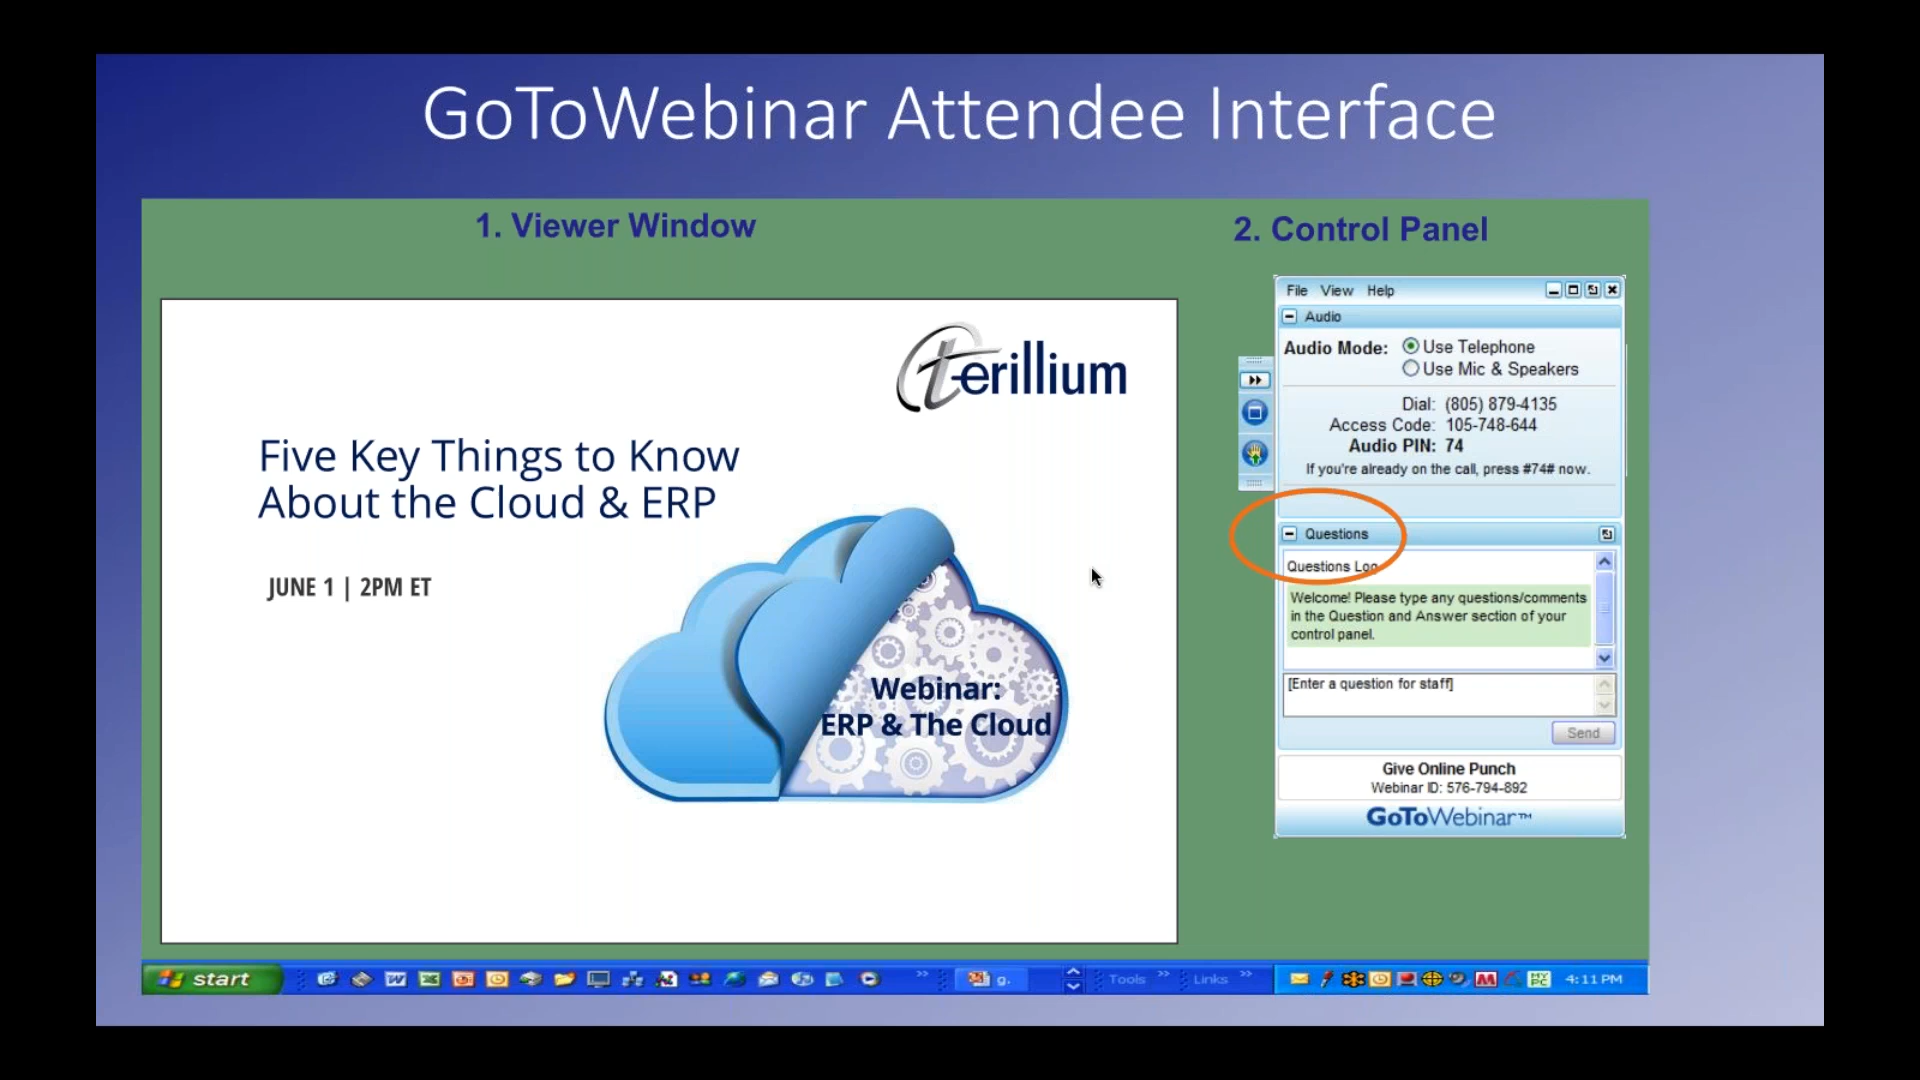 GoToWebinar Attendee Interface
1. Viewer Window
2. Control Panel
terillium
Five Key Things to Know
About the Cloud & ERP
JUNE 1 | 2PM ET
Webinar:
ERP & The Cloud
File View Help
Audio
Audio Mode: Use Telephone
Use Mic & Speakers
Dial: (805) 879-4135
Access Code: 105-748-644
Audio PIN: 74
If you're already on the call, press #74# now.
Questions
Questions Log
Welcome! Please type any questions/comments
in the Question and Answer section of your
control panel.
[Enter a question for staff]
Send
Give Online Punch
Webinar ID: 576-794-892
GoToWebinar™
start
g.
Tools
Links
MY PC
4:11 PM